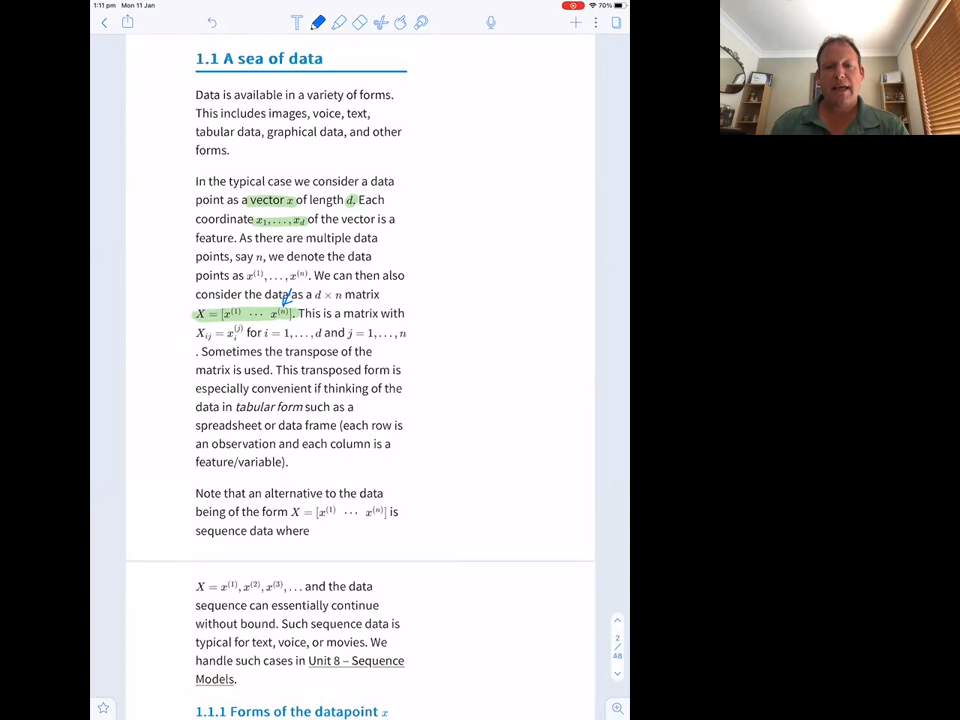 1:11 pm Mon 11 Jan
70%
1.1 A sea of data
Data is available in a variety of forms.
This includes images, voice, text,
tabular data, graphical data, and other
forms.
In the typical case we consider a data
point as a vector x of length d. Each
coordinate x₁, . . . , x_d of the vector is a
feature. As there are multiple data
points, say n, we denote the data
points as x⁽¹⁾, . . . , x⁽ⁿ⁾. We can then also
consider the data as a d × n matrix
X = [x⁽¹⁾ ⋯ x⁽ⁿ⁾]. This is a matrix with
X_ij = x_i^(j) for i = 1, . . . , d and j = 1, . . . , n
. Sometimes the transpose of the
matrix is used. This transposed form is
especially convenient if thinking of the
data in tabular form such as a
spreadsheet or data frame (each row is
an observation and each column is a
feature/variable).
Note that an alternative to the data
being of the form X = [x⁽¹⁾ ⋯ x⁽ⁿ⁾] is
sequence data where
X = x⁽¹⁾, x⁽²⁾, x⁽³⁾, . . . and the data
sequence can essentially continue
without bound. Such sequence data is
typical for text, voice, or movies. We
handle such cases in Unit 8 – Sequence
Models.
2
/
48
1.1.1 Forms of the datapoint x